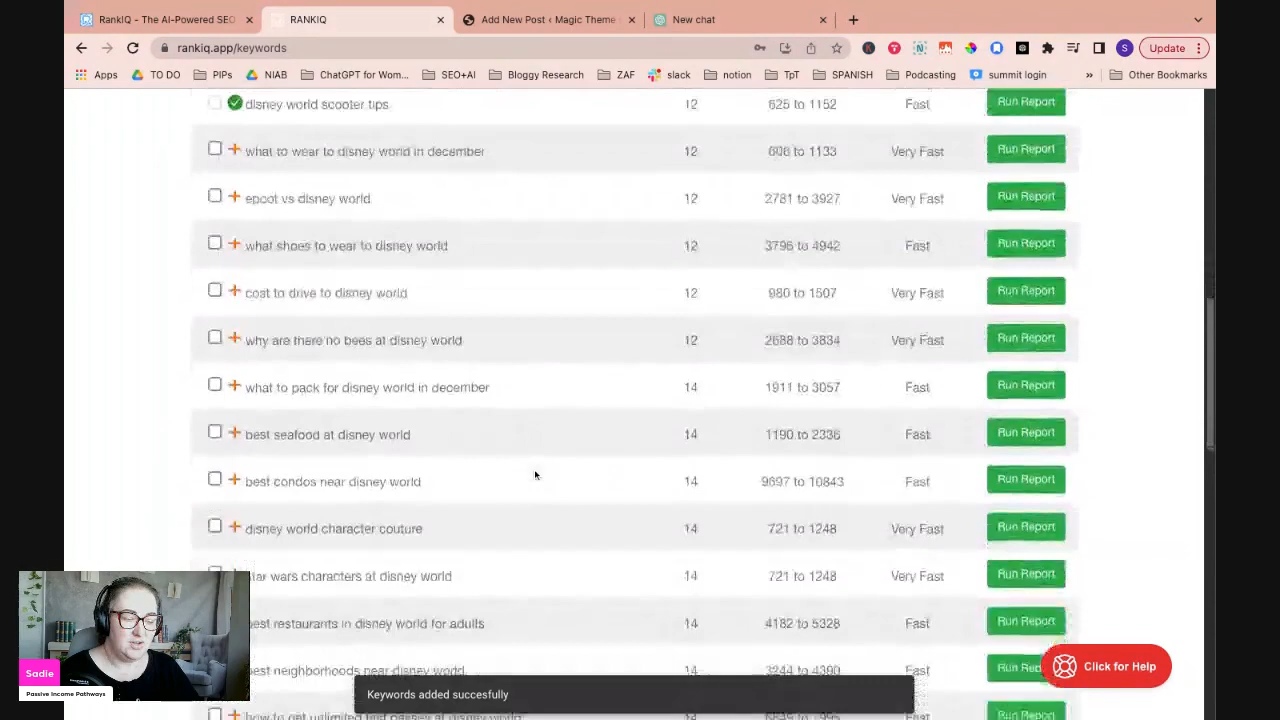 RankIQ - The AI-Powered SEO
RANKIQ
Add New Post ‹ Magic Theme
New chat
rankiq.app/keywords
S
Update
Apps
TO DO
PIPs
NIAB
ChatGPT for Wom...
SEO+AI
Bloggy Research
ZAF
slack
notion
TpT
SPANISH
Podcasting
summit login
»
Other Bookmarks
disney world scooter tips 12 625 to 1152 Fast Run Report
what to wear to disney world in december 12 606 to 1133 Very Fast Run Report
epcot vs disney world 12 2781 to 3927 Very Fast Run Report
what shoes to wear to disney world 12 3796 to 4942 Fast Run Report
cost to drive to disney world 12 980 to 1507 Very Fast Run Report
why are there no bees at disney world 12 2688 to 3834 Very Fast Run Report
what to pack for disney world in december 14 1911 to 3057 Fast Run Report
best seafood at disney world 14 1190 to 2336 Fast Run Report
best condos near disney world 14 9697 to 10843 Fast Run Report
disney world character couture 14 721 to 1248 Very Fast Run Report
star wars characters at disney world 14 721 to 1248 Very Fast Run Report
best restaurants in disney world for adults 14 4182 to 5328 Fast Run Report
best neighborhoods near disney world 14 3244 to 4390 Fast Run Rep
Click for Help
Keywords added succesfully
Sadie
Passive Income Pathways